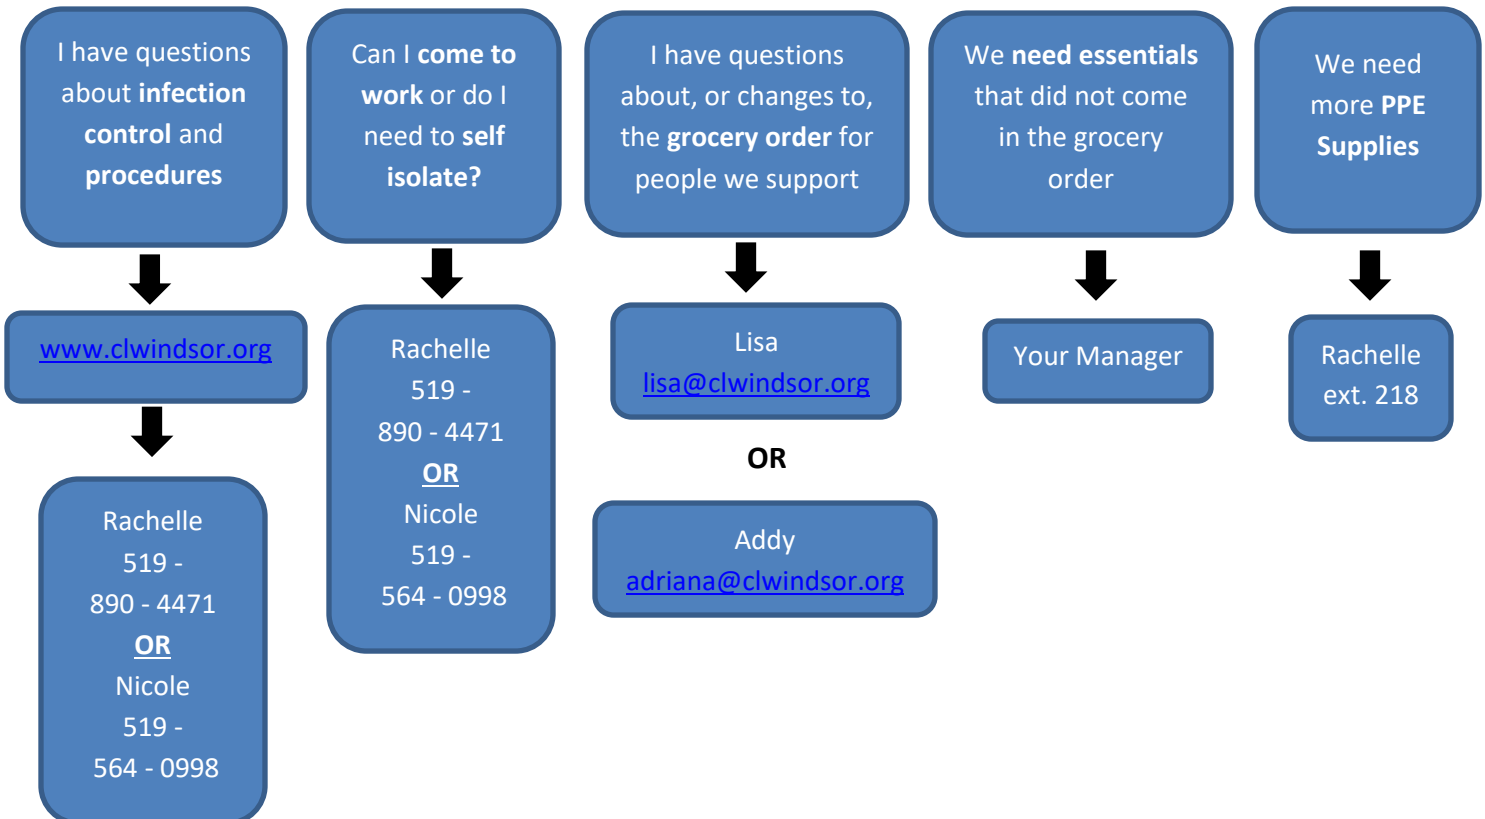 I have questions
about infection
control and
procedures
www.clwindsor.org
Rachelle
519 -
890 - 4471
OR
Nicole
519 -
564 - 0998
Can I come to
work or do I
need to self
isolate?
Rachelle
519 -
890 - 4471
OR
Nicole
519 -
564 - 0998
I have questions
about, or changes to,
the grocery order for
people we support
Lisa
lisa@clwindsor.org
OR
Addy
adriana@clwindsor.org
We need essentials
that did not come
in the grocery
order
Your Manager
We need
more PPE
Supplies
Rachelle
ext. 218